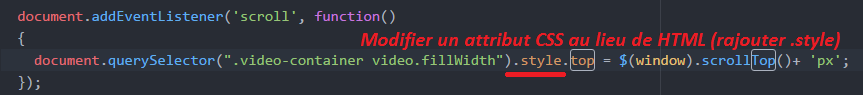 document.addEventListener('scroll', function()
Modifier un attribut CSS au lieu de HTML (rajouter .style)
{
document.querySelector(".video-container video.fillWidth").style.top = $(window).scrollTop()+ 'px';
});